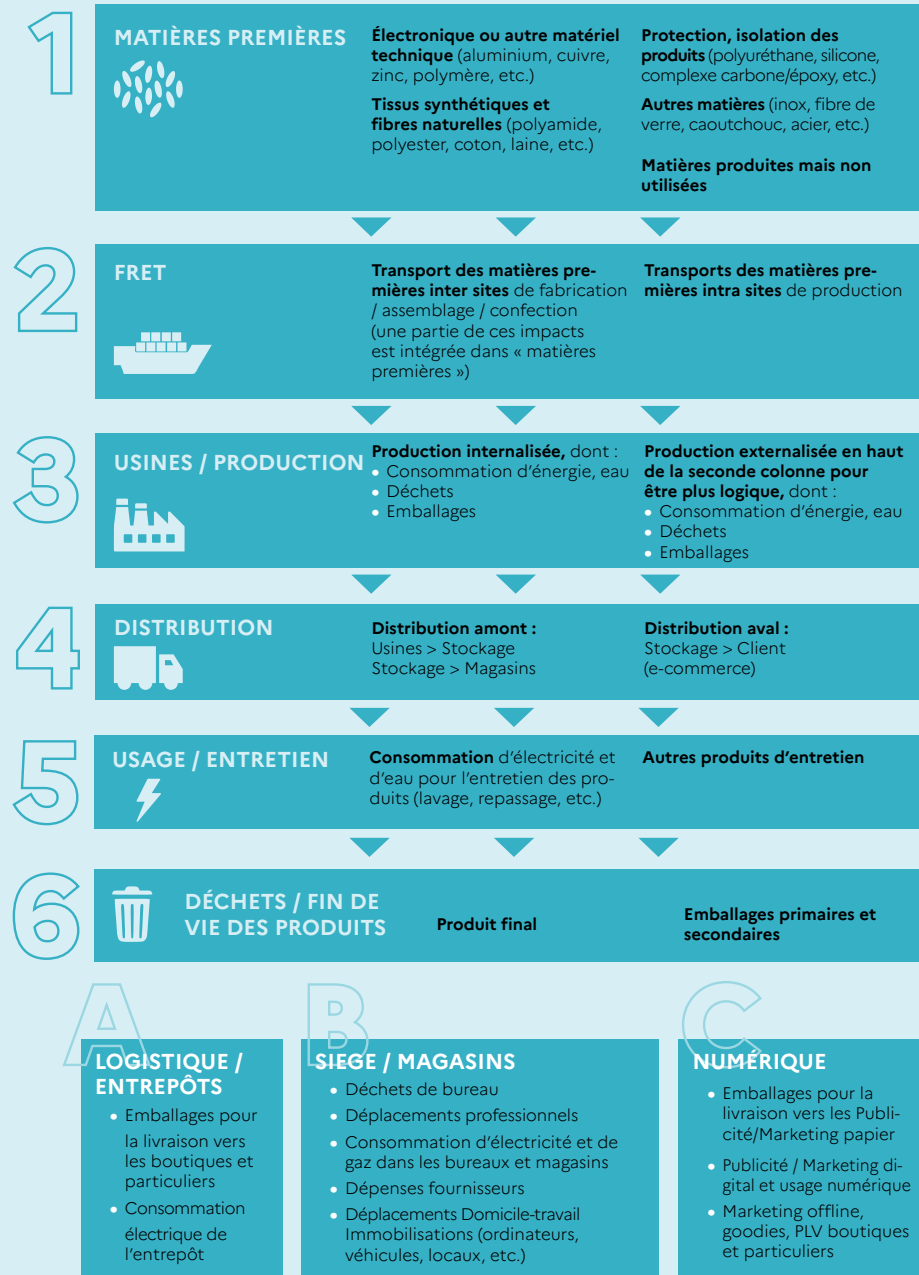 1
MATIÈRES PREMIÈRES
Électronique ou autre matériel
technique (aluminium, cuivre,
zinc, polymère, etc.)
Tissus synthétiques et
fibres naturelles (polyamide,
polyester, coton, laine, etc.)
Protection, isolation des
produits (polyuréthane, silicone,
complexe carbone/époxy, etc.)
Autres matières (inox, fibre de
verre, caoutchouc, acier, etc.)
Matières produites mais non
utilisées
2
FRET
Transport des matières pre-
mières inter sites de fabrication
/ assemblage / confection
(une partie de ces impacts
est intégrée dans « matières
premières »)
Transports des matières pre-
mières intra sites de production
3
USINES / PRODUCTION
Production internalisée, dont :
• Consommation d'énergie, eau
• Déchets
• Emballages
Production externalisée en haut
de la seconde colonne pour
être plus logique, dont :
• Consommation d'énergie, eau
• Déchets
• Emballages
4
DISTRIBUTION
Distribution amont :
Usines > Stockage
Stockage > Magasins
Distribution aval :
Stockage > Client
(e-commerce)
5
USAGE / ENTRETIEN
Consommation d'électricité et
d'eau pour l'entretien des pro-
duits (lavage, repassage, etc.)
Autres produits d'entretien
6
DÉCHETS / FIN DE
VIE DES PRODUITS
Produit final
Emballages primaires et
secondaires
A
LOGISTIQUE /
ENTREPÔTS
• Emballages pour
la livraison vers
les boutiques et
particuliers
• Consommation
électrique de
l'entrepôt
B
SIEGE / MAGASINS
• Déchets de bureau
• Déplacements professionnels
• Consommation d'électricité et de
gaz dans les bureaux et magasins
• Dépenses fournisseurs
• Déplacements Domicile-travail
Immobilisations (ordinateurs,
véhicules, locaux, etc.)
C
NUMÉRIQUE
• Emballages pour la
livraison vers les Publi-
cité/Marketing papier
• Publicité / Marketing di-
gital et usage numérique
• Marketing offline,
goodies, PLV boutiques
et particuliers